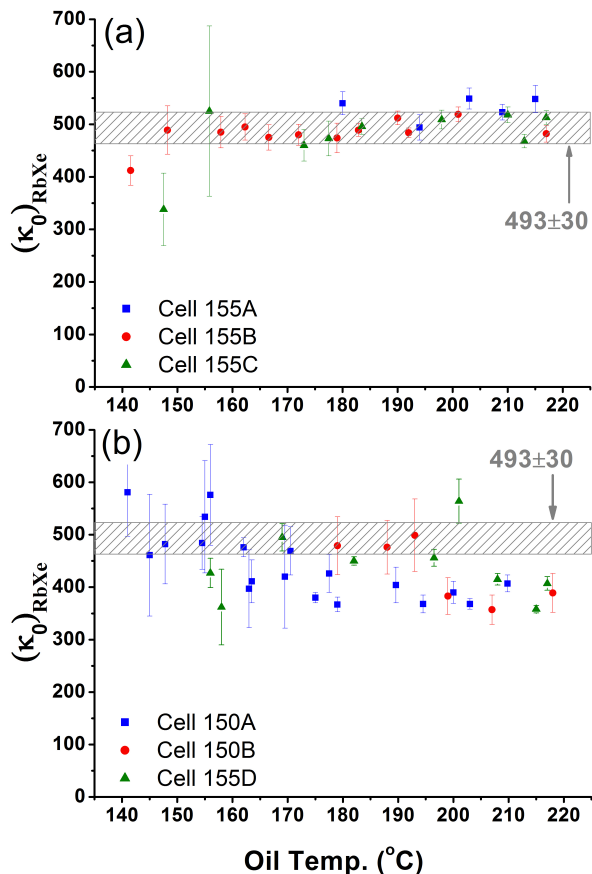 (a)
700
600
500
400
300
200
100
0
(κ₀)RbXe
493±30
Cell 155A
Cell 155B
Cell 155C
140 150 160 170 180 190 200 210 220
(b)
700
600
500
400
300
200
100
0
(κ₀)RbXe
493±30
Cell 150A
Cell 150B
Cell 155D
140 150 160 170 180 190 200 210 220
Oil Temp. (°C)